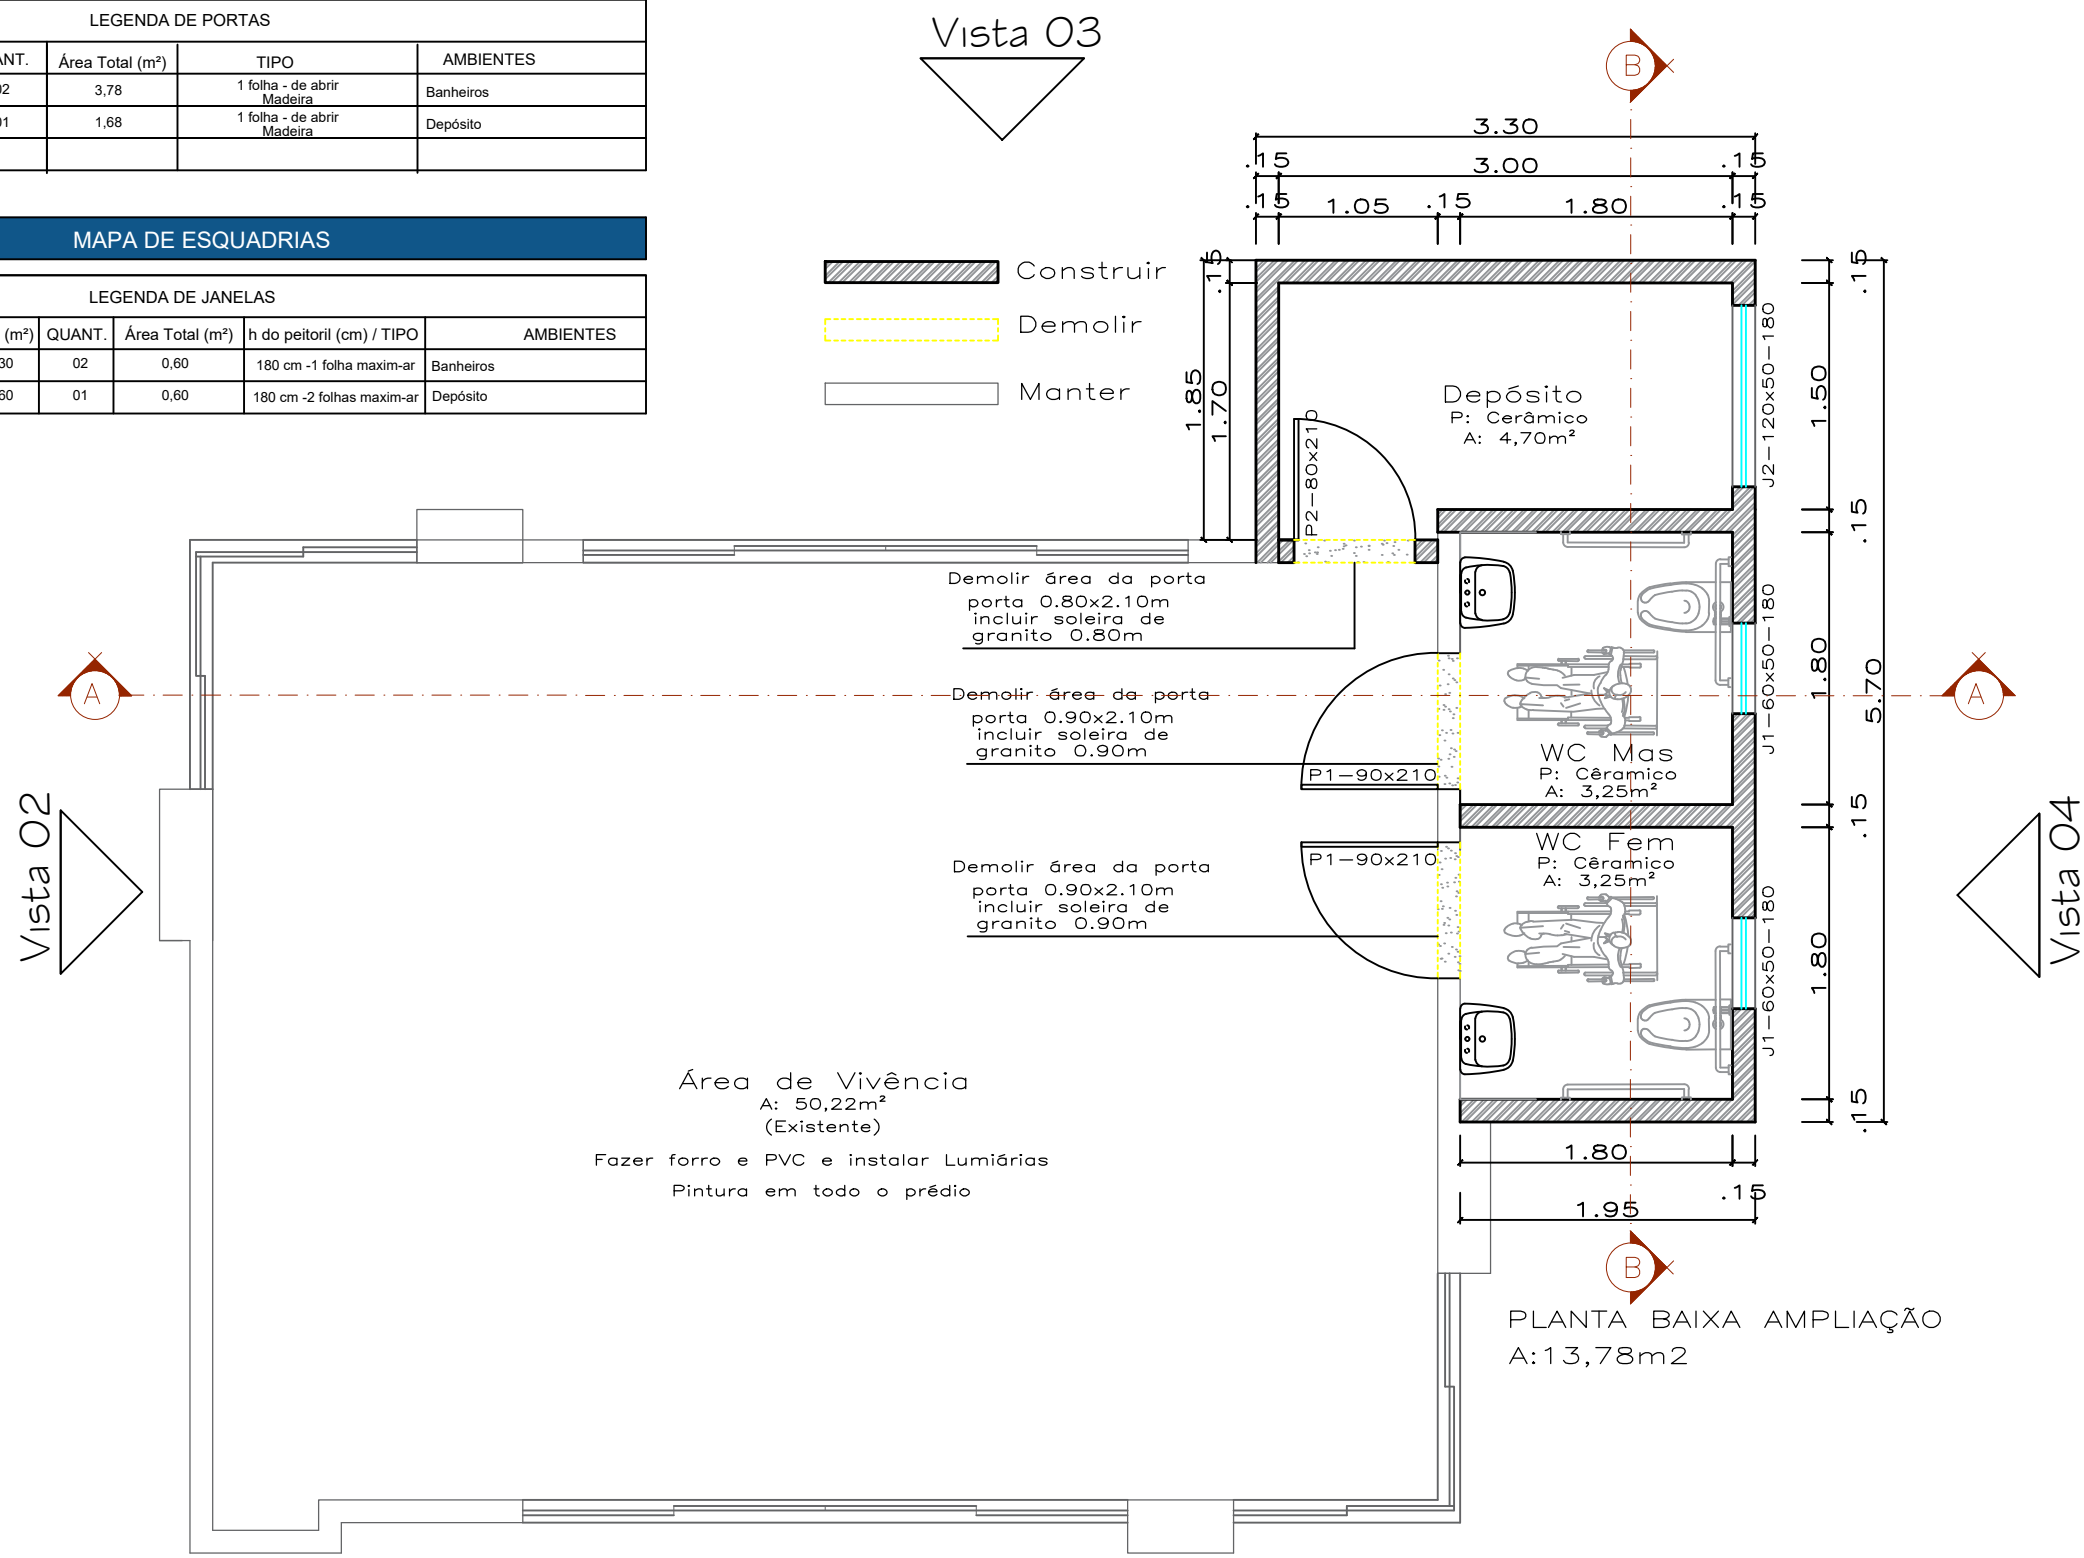 LEGENDA DE PORTAS
ANT. Área Total (m²) TIPO AMBIENTES
02 3,78 1 folha - de abrir Madeira Banheiros
01 1,68 1 folha - de abrir Madeira Depósito
MAPA DE ESQUADRIAS
LEGENDA DE JANELAS
(m²) QUANT. Área Total (m²) h do peitoril (cm) / TIPO AMBIENTES
30 02 0,60 180 cm -1 folha maxim-ar Banheiros
60 01 0,60 180 cm -2 folhas maxim-ar Depósito
Vista 03
Construir
Demolir
Manter
B
3.30
.15 3.00 .15
.15 1.05 .15 1.80 .15
.15
1.85
1.70
.15
1.50
.15
1.80
5.70
.15
1.80
.15
Depósito
P: Cerâmico
A: 4,70m²
P2-80x210
J2-120x50-180
Demolir área da porta
porta 0.80x2.10m
incluir soleira de
granito 0.80m
A
Demolir área da porta
porta 0.90x2.10m
incluir soleira de
granito 0.90m
P1-90x210
WC Mas
P: Cêramico
A: 3,25m²
J1-60x50-180
A
Vista 02
Demolir área da porta
porta 0.90x2.10m
incluir soleira de
granito 0.90m
P1-90x210
WC Fem
P: Cêramico
A: 3,25m²
J1-60x50-180
Vista 04
Área de Vivência
A: 50,22m²
(Existente)
Fazer forro e PVC e instalar Lumiárias
Pintura em todo o prédio
1.80
.15
1.95
B
PLANTA BAIXA AMPLIAÇÃO
A:13,78m2